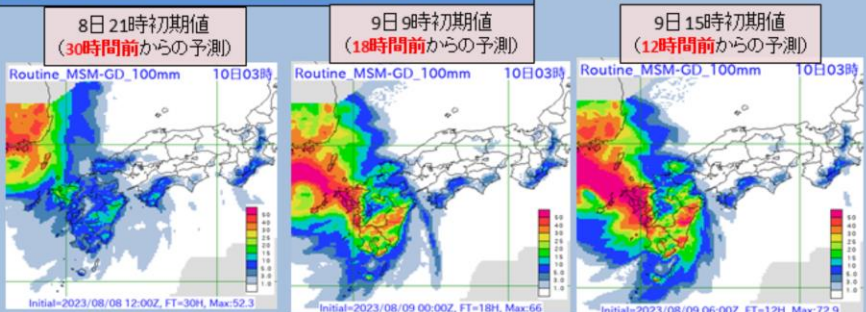 8日21時初期値
(30時間前からの予測)
9日9時初期値
(18時間前からの予測)
9日15時初期値
(12時間前からの予測)
Routine_MSM-GD_100mm 10日03時
Routine_MSM-GD_100mm 10日03時
Routine_MSM-GD_100mm 10日03時
50
40
30
25
20
15
10
5.0
3.0
1.0
50
40
30
25
20
15
10
5.0
3.0
1.0
50
40
30
25
20
15
10
5.0
3.0
1.0
Initial=2023/08/08 12:00Z, FT=30H, Max:52.3
Initial=2023/08/09 00:00Z, FT=18H, Max:66
Initial=2023/08/09 06:00Z, FT=12H, Max:72.9